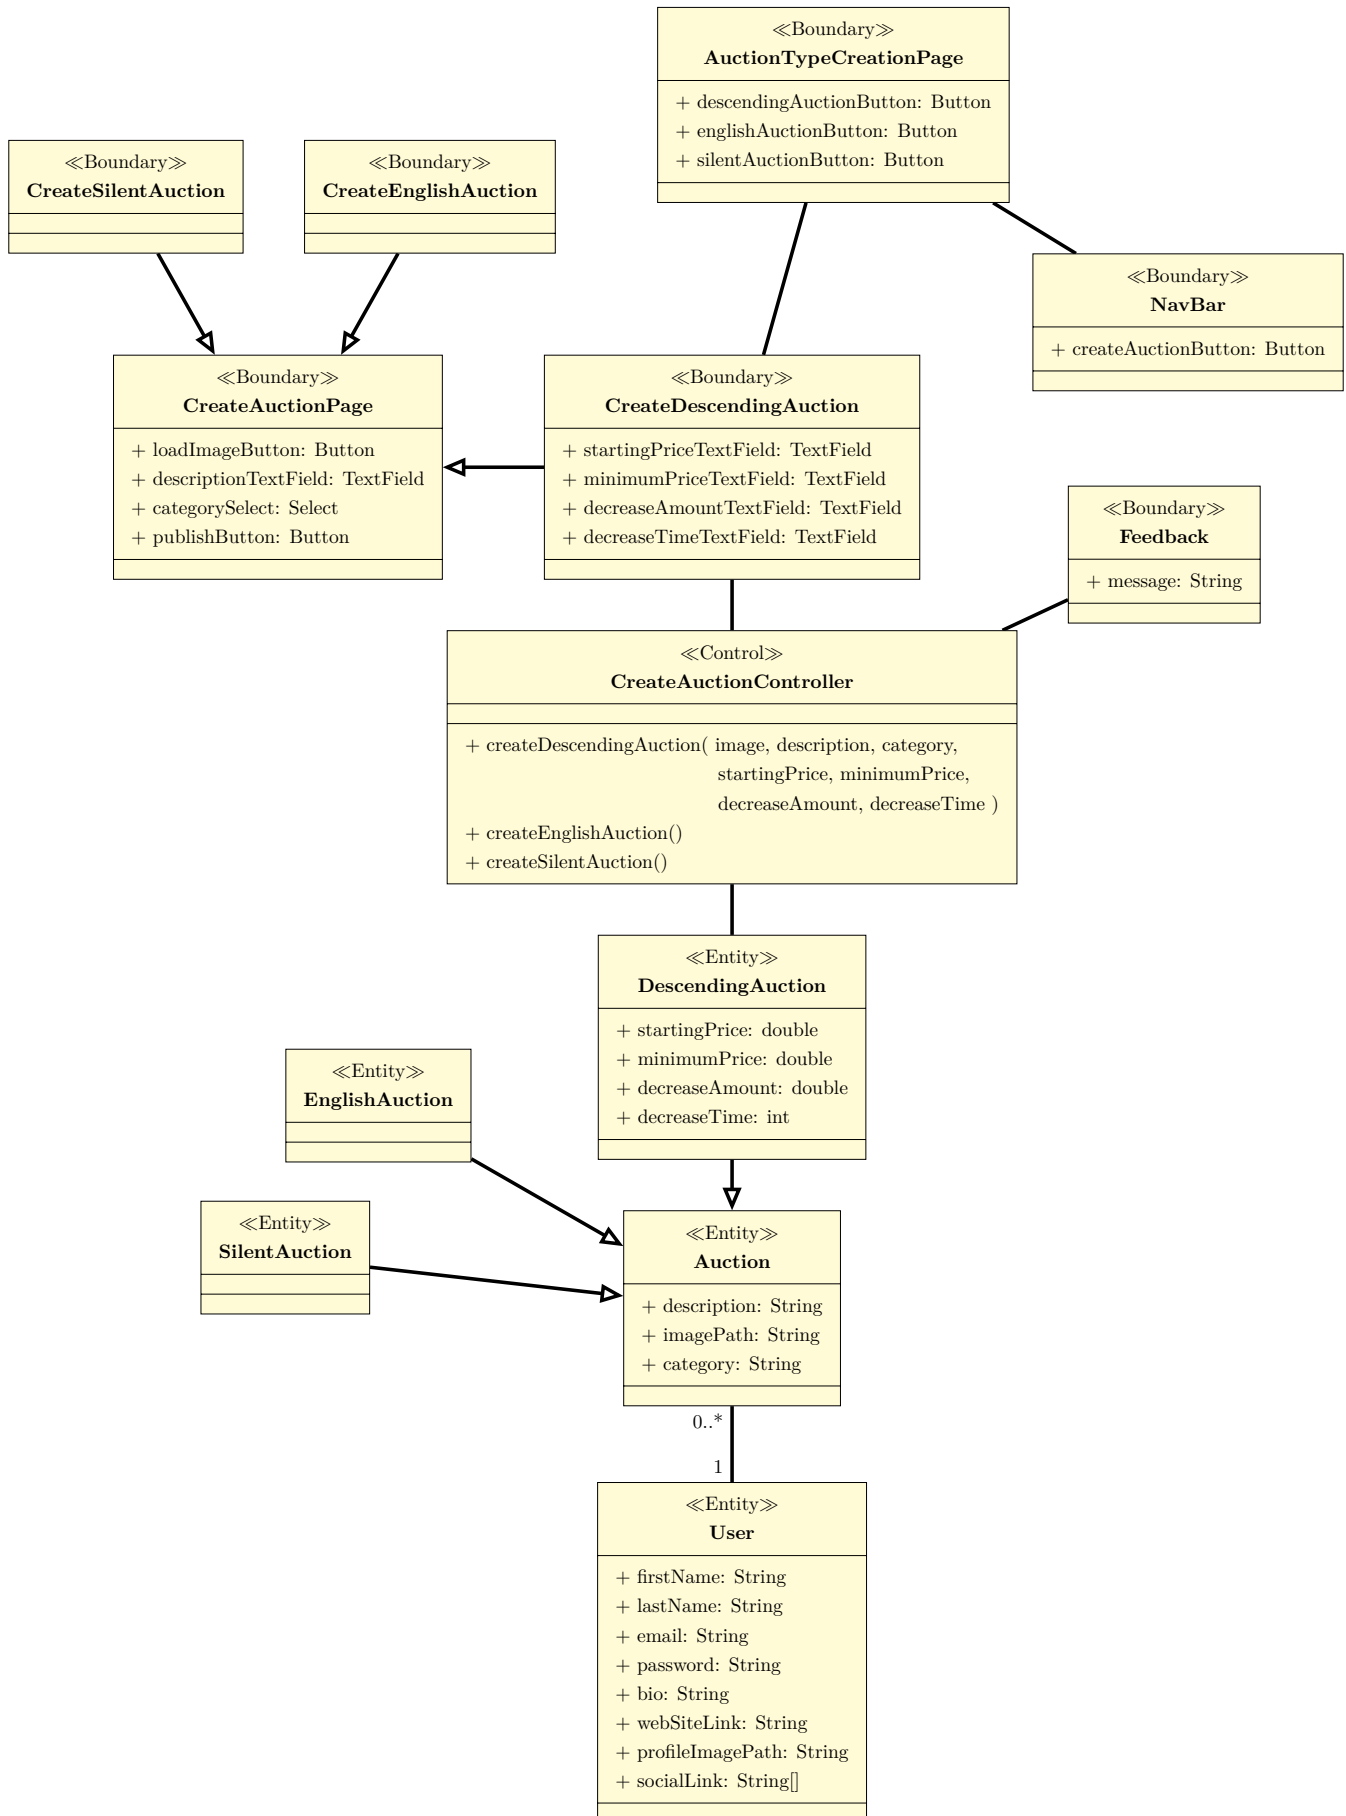 ≪Boundary≫
AuctionTypeCreationPage
+ descendingAuctionButton: Button
+ englishAuctionButton: Button
+ silentAuctionButton: Button
≪Boundary≫
CreateSilentAuction
≪Boundary≫
CreateEnglishAuction
≪Boundary≫
NavBar
+ createAuctionButton: Button
≪Boundary≫
CreateAuctionPage
+ loadImageButton: Button
+ descriptionTextField: TextField
+ categorySelect: Select
+ publishButton: Button
≪Boundary≫
CreateDescendingAuction
+ startingPriceTextField: TextField
+ minimumPriceTextField: TextField
+ decreaseAmountTextField: TextField
+ decreaseTimeTextField: TextField
≪Boundary≫
Feedback
+ message: String
≪Control≫
CreateAuctionController
+ createDescendingAuction( image, description, category,
startingPrice, minimumPrice,
decreaseAmount, decreaseTime )
+ createEnglishAuction()
+ createSilentAuction()
≪Entity≫
DescendingAuction
+ startingPrice: double
+ minimumPrice: double
+ decreaseAmount: double
+ decreaseTime: int
≪Entity≫
EnglishAuction
≪Entity≫
SilentAuction
≪Entity≫
Auction
+ description: String
+ imagePath: String
+ category: String
0..*
1
≪Entity≫
User
+ firstName: String
+ lastName: String
+ email: String
+ password: String
+ bio: String
+ webSiteLink: String
+ profileImagePath: String
+ socialLink: String[]